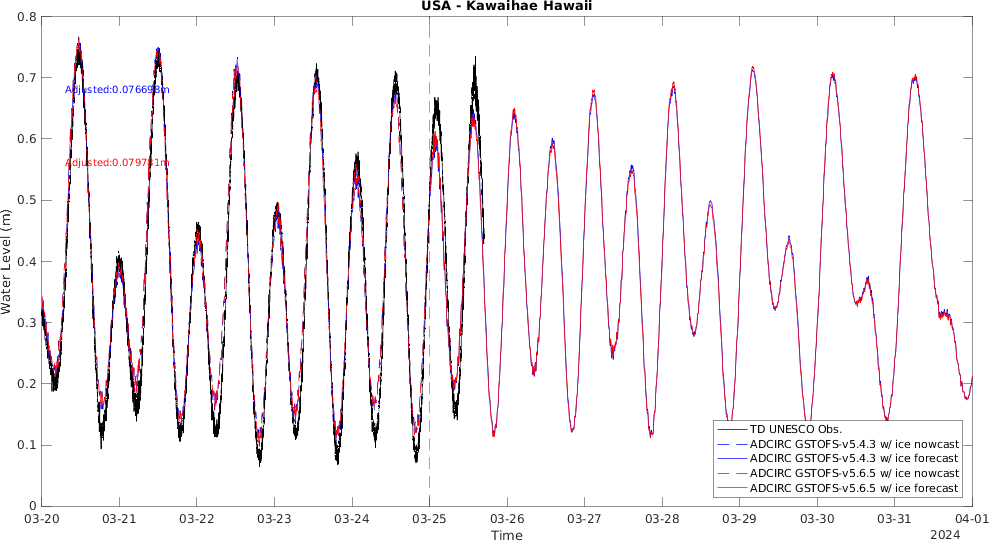 USA - Kawaihae Hawaii
0.8
0.7
0.6
0.5
0.4
0.3
0.2
0.1
0
Water Level (m)
Adjusted:0.076698m
Adjusted:0.079781m
TD UNESCO Obs.
ADCIRC GSTOFS-v5.4.3 w/ ice nowcast
ADCIRC GSTOFS-v5.4.3 w/ ice forecast
ADCIRC GSTOFS-v5.6.5 w/ ice nowcast
ADCIRC GSTOFS-v5.6.5 w/ ice forecast
03-20 03-21 03-22 03-23 03-24 03-25 03-26 03-27 03-28 03-29 03-30 03-31 04-01
Time
2024